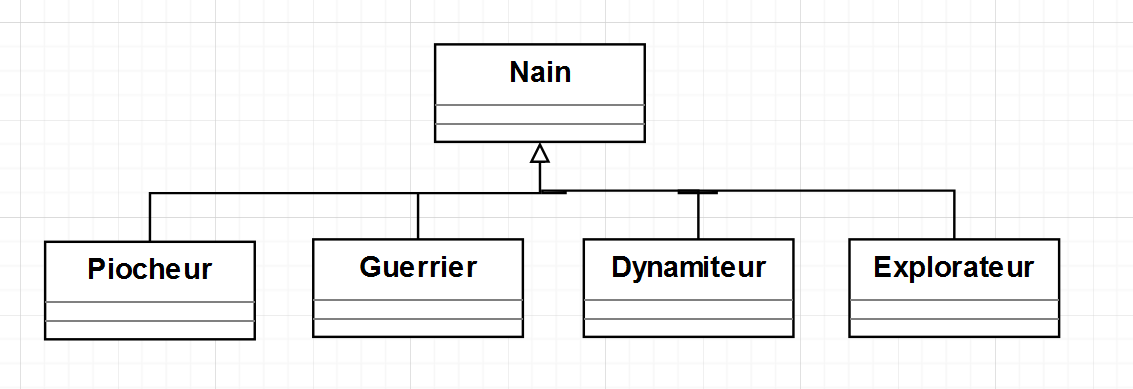 Nain
Piocheur
Guerrier
Dynamiteur
Explorateur